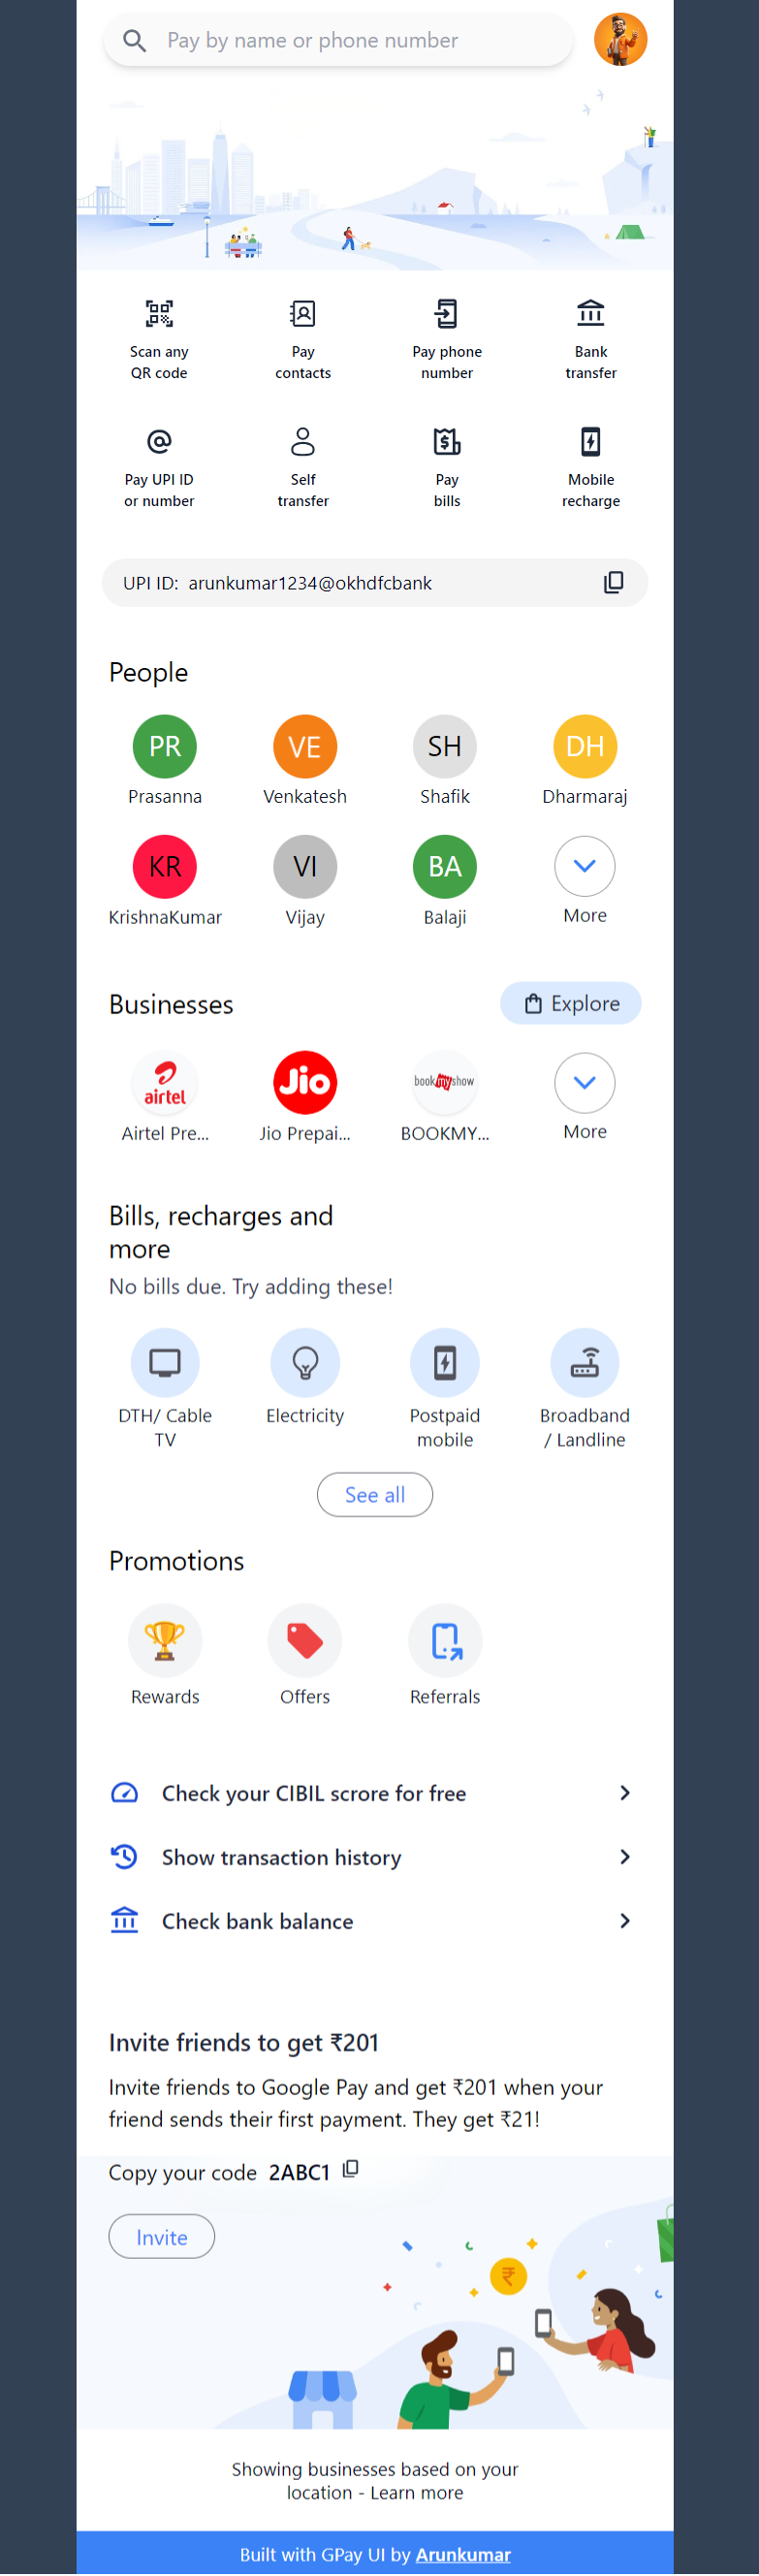 Pay by name or phone number
Scan any
QR code
Pay
contacts
Pay phone
number
Bank
transfer
Pay UPI ID
or number
Self
transfer
Pay
bills
Mobile
recharge
UPI ID: arunkumar1234@okhdfcbank
People
PR
VE
SH
DH
Prasanna
Venkatesh
Shafik
Dharmaraj
KR
VI
BA
KrishnaKumar
Vijay
Balaji
More
Businesses
Explore
airtel
Jio
bookmyshow
Airtel Pre...
Jio Prepai...
BOOKMY...
More
Bills, recharges and
more
No bills due. Try adding these!
DTH/ Cable
TV
Electricity
Postpaid
mobile
Broadband
/ Landline
See all
Promotions
Rewards
Offers
Referrals
Check your CIBIL scrore for free
Show transaction history
Check bank balance
Invite friends to get ₹201
Invite friends to Google Pay and get ₹201 when your
friend sends their first payment. They get ₹21!
Copy your code 2ABC1
Invite
₹
Showing businesses based on your
location - Learn more
Built with GPay UI by Arunkumar